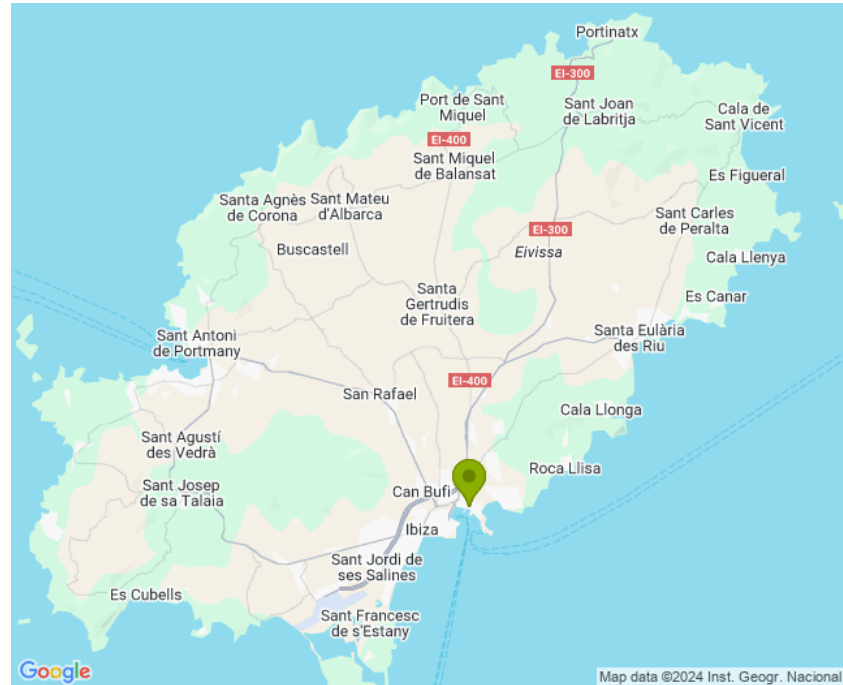 Portinatx
EI-300
Port de Sant
Miquel
Sant Joan
de Labritja
Cala de
Sant Vicent
EI-400
Sant Miquel
de Balansat
Es Figueral
Santa Agnès
de Corona
Sant Mateu
d'Albarca
Sant Carles
de Peralta
EI-300
Buscastell
Eivissa
Cala Llenya
Santa
Gertrudis
de Fruitera
Es Canar
Sant Antoni
de Portmany
Santa Eulària
des Riu
EI-400
San Rafael
Cala Llonga
Sant Agustí
des Vedrà
Roca Llisa
Sant Josep
de sa Talaia
Can Bufí
Ibiza
Sant Jordi de
ses Salines
Es Cubells
Sant Francesc
de s'Estany
Google
Map data ©2024 Inst. Geogr. Nacional